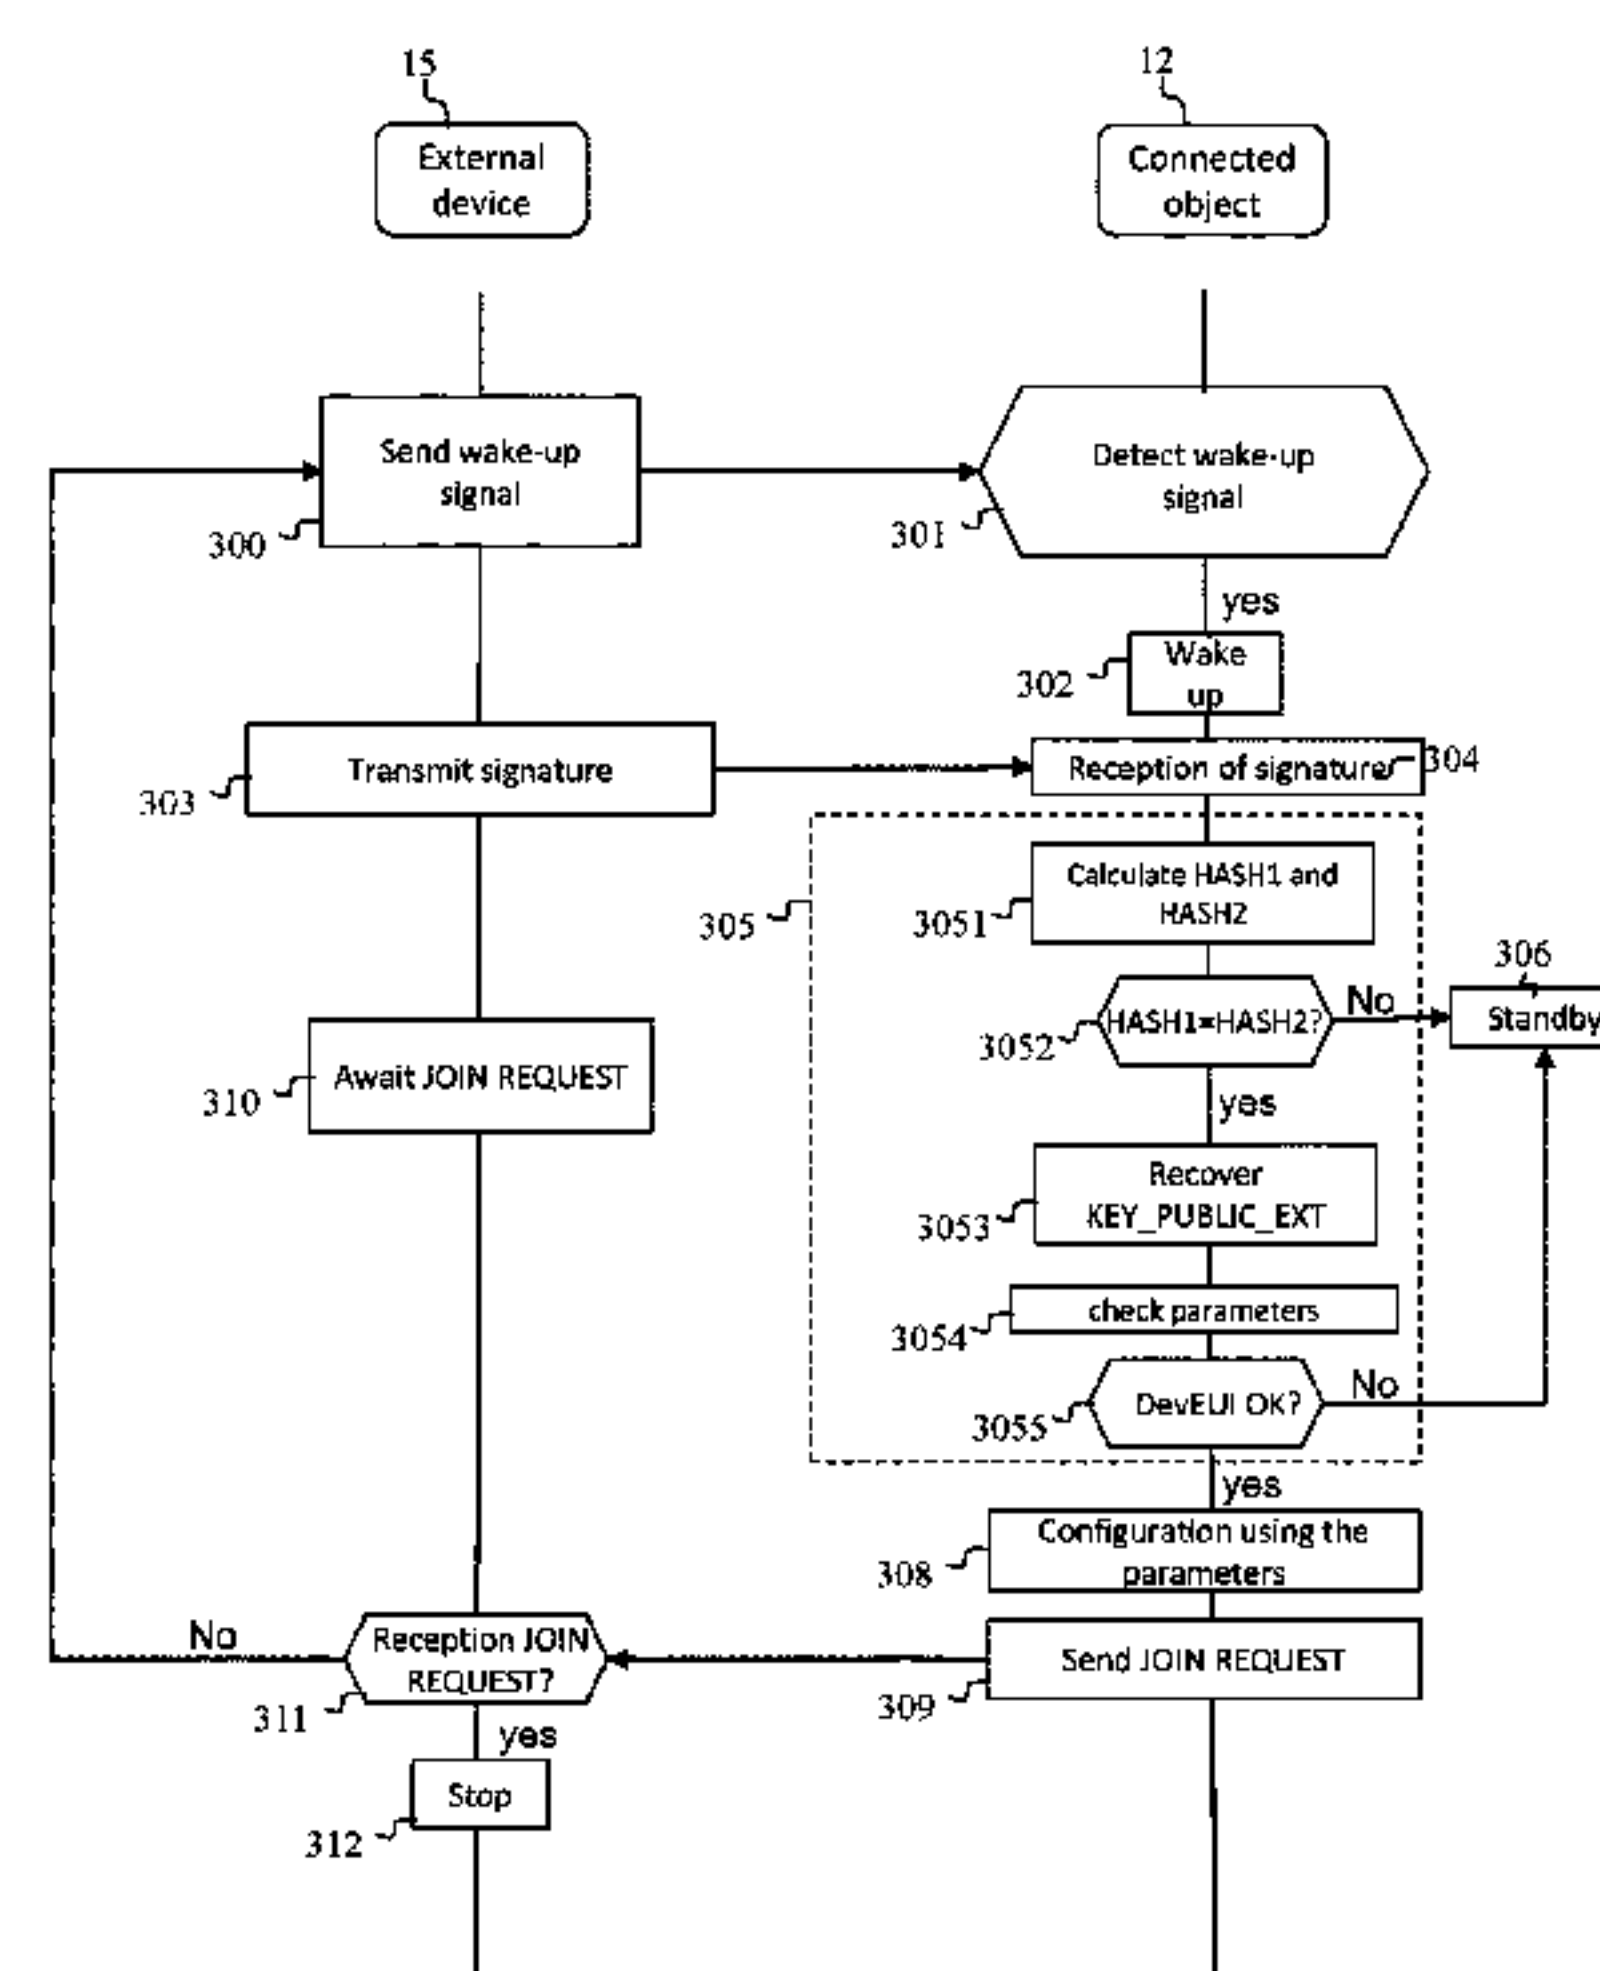 15
12
External
device
Connected
object
Send wake-up
signal
300
Detect wake-up
signal
301
yes
Wake
up
302
Transmit signature
303
Reception of signature
304
305
Calculate HASH1 and
HASH2
3051
HASH1=HASH2?
3052
No
306
Standby
yes
Await JOIN REQUEST
310
Recover
KEY_PUBLIC_EXT
3053
check parameters
3054
DevEUI OK?
3055
No
yes
Configuration using the
parameters
308
No
Reception JOIN
REQUEST?
311
Send JOIN REQUEST
309
yes
Stop
312